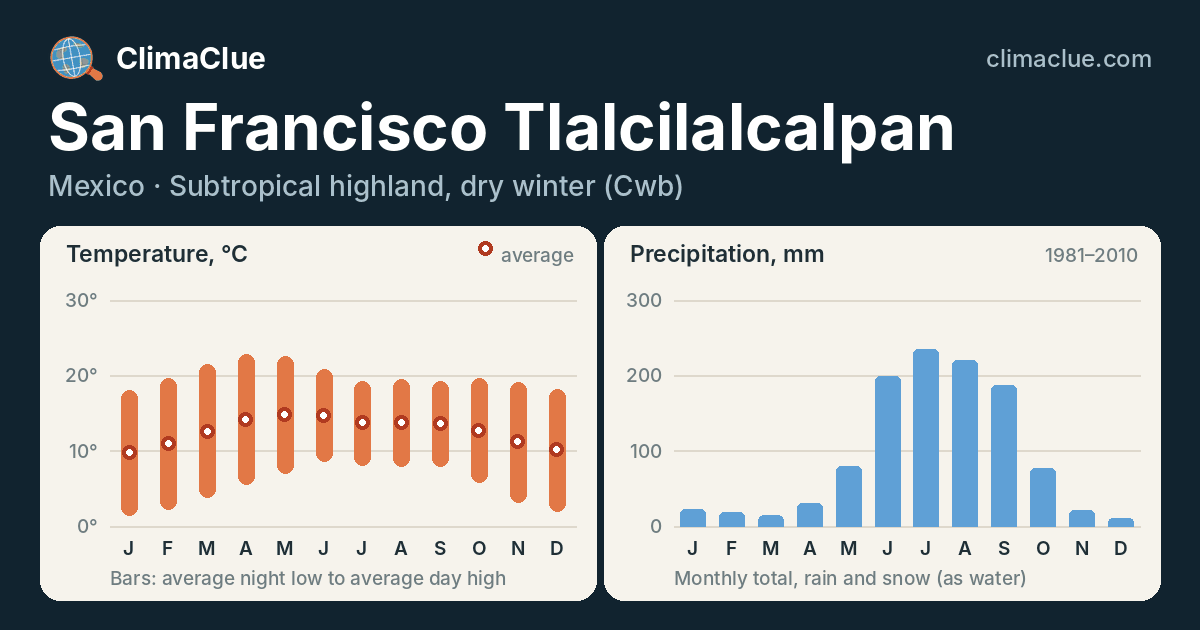 ClimaClue
climaclue.com
San Francisco Tlalcilalcalpan
Mexico · Subtropical highland, dry winter (Cwb)
Temperature, °C
average
30°
20°
10°
0°
J F M A M J J A S O N D
Bars: average night low to average day high
Precipitation, mm
1981–2010
300
200
100
0
J F M A M J J A S O N D
Monthly total, rain and snow (as water)